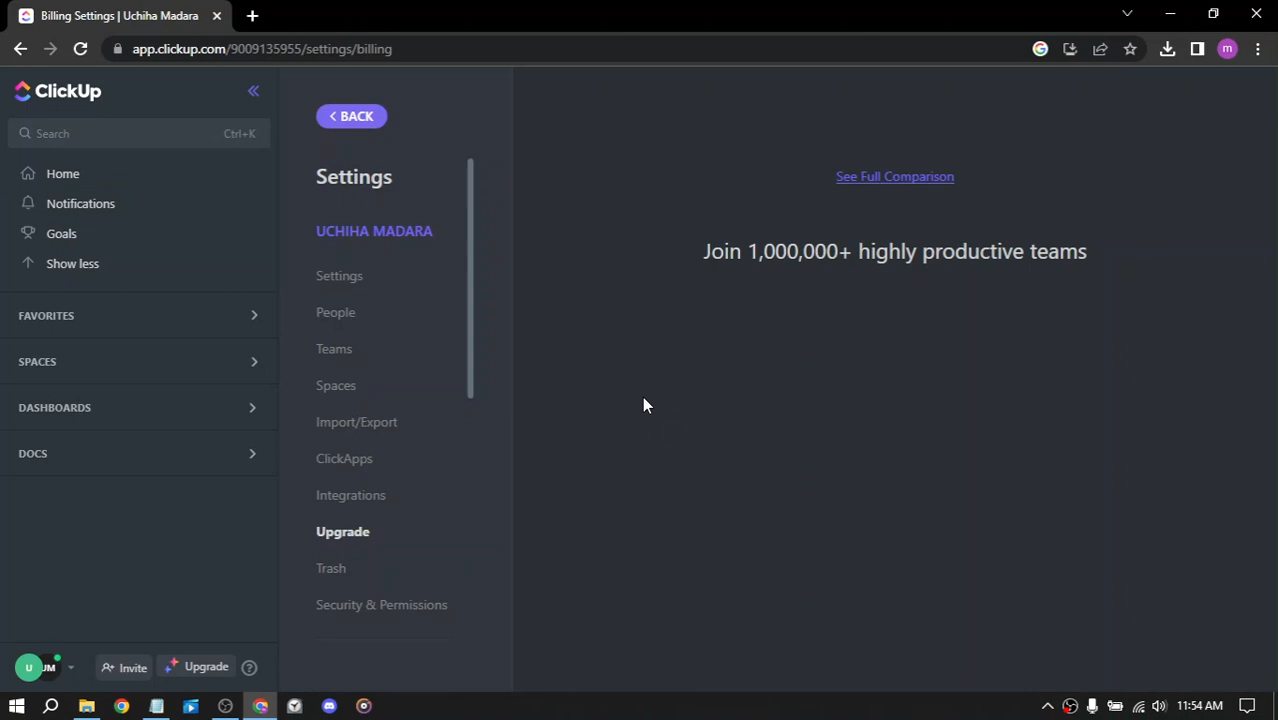 Billing Settings | Uchiha Madara
app.clickup.com/9009135955/settings/billing
m
ClickUp
Search Ctrl+K
Home
Notifications
Goals
Show less
FAVORITES
SPACES
DASHBOARDS
DOCS
U UM
Invite
Upgrade
BACK
Settings
UCHIHA MADARA
Settings
People
Teams
Spaces
Import/Export
ClickApps
Integrations
Upgrade
Trash
Security & Permissions
See Full Comparison
Join 1,000,000+ highly productive teams
11:54 AM